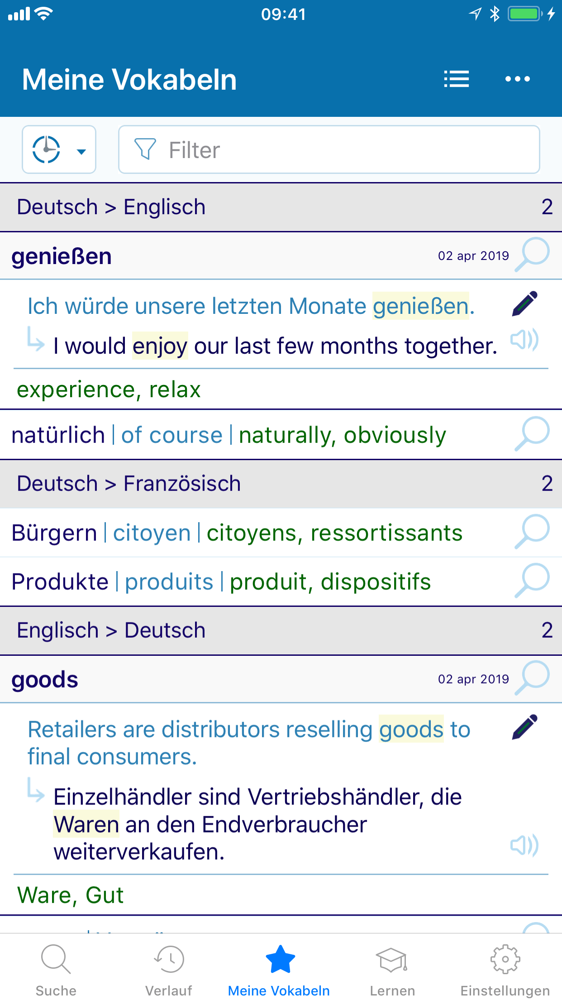 09:41
Meine Vokabeln
Filter
Deutsch > Englisch 2
genießen 02 apr 2019
Ich würde unsere letzten Monate genießen.
I would enjoy our last few months together.
experience, relax
natürlich | of course | naturally, obviously
Deutsch > Französisch 2
Bürgern | citoyen | citoyens, ressortissants
Produkte | produits | produit, dispositifs
Englisch > Deutsch 2
goods 02 apr 2019
Retailers are distributors reselling goods to
final consumers.
Einzelhändler sind Vertriebshändler, die
Waren an den Endverbraucher
weiterverkaufen.
Ware, Gut
Suche Verlauf Meine Vokabeln Lernen Einstellungen